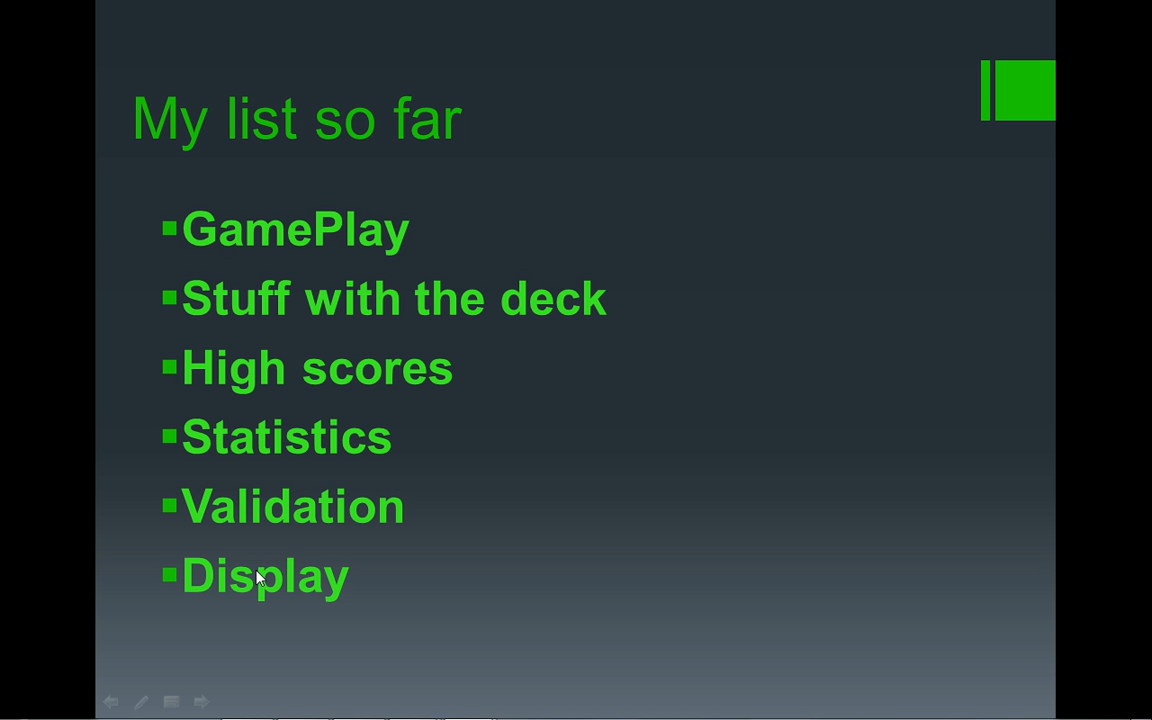 My list so far
GamePlay
Stuff with the deck
High scores
Statistics
Validation
Display